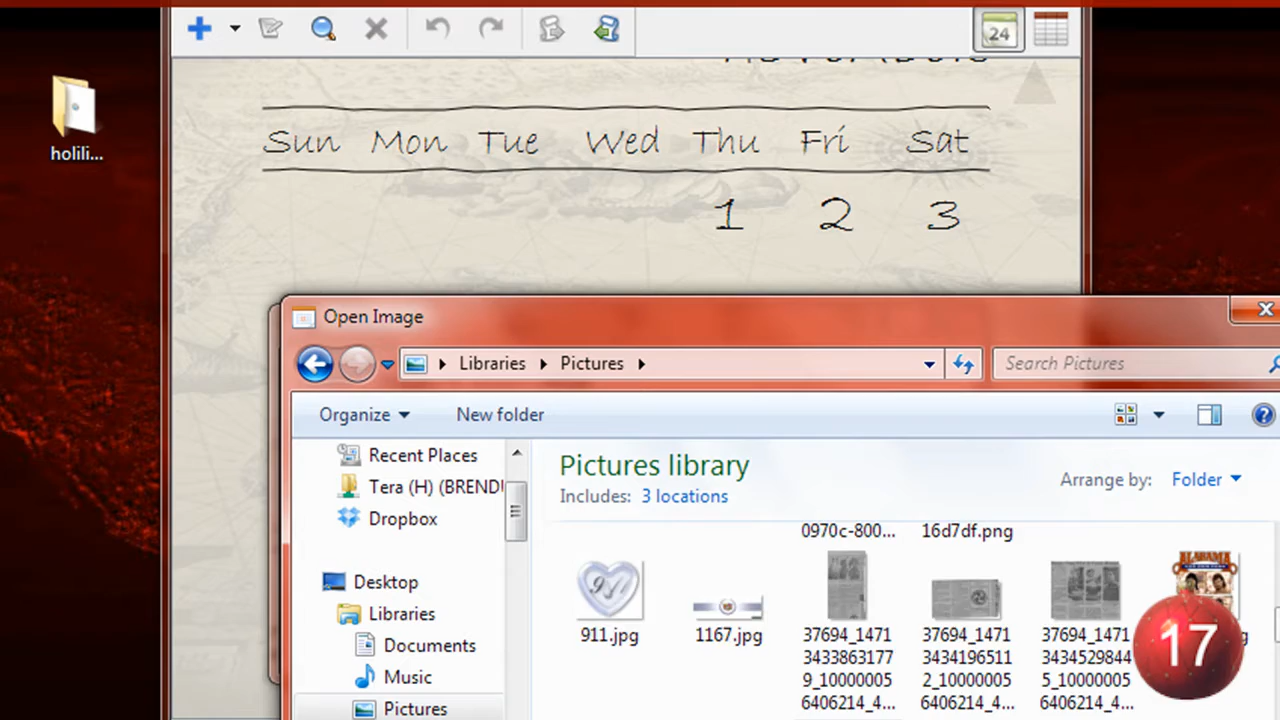 24
Sun Mon Tue Wed Thu Fri Sat
1 2 3
holili...
Open Image
Libraries Pictures
Search Pictures
Organize New folder
Recent Places
Tera (H) (BREND
Dropbox
Desktop
Libraries
Documents
Music
Pictures
Pictures library
Includes: 3 locations
Arrange by: Folder
0970c-800...
16d7df.png
911.jpg
1167.jpg
37694_1471
3433863177
9_10000005
6406214_4...
37694_1471
3434196511
2_10000005
6406214_4...
37694_1471
3434529844
5_10000005
6406214_4...
ALABAMA
17